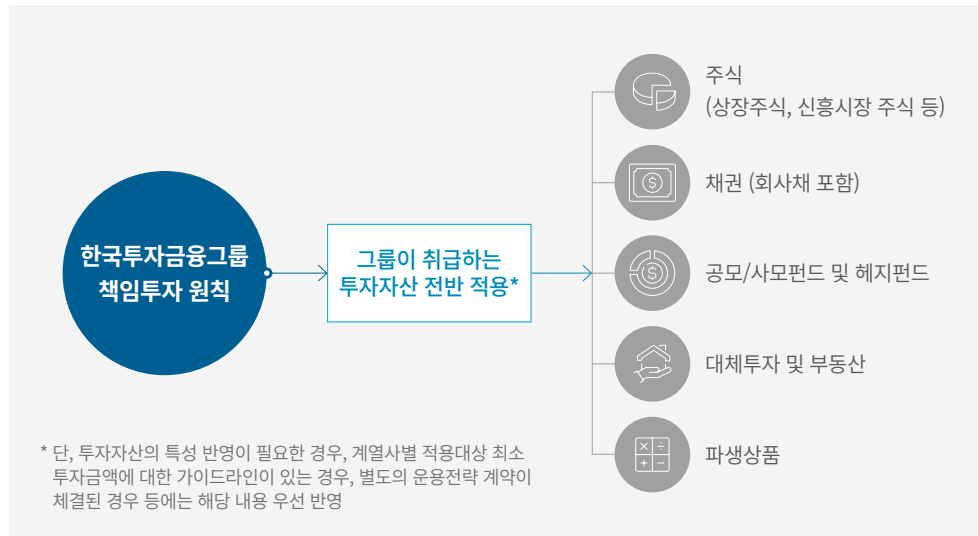 한국투자금융그룹
책임투자 원칙
그룹이 취급하는
투자자산 전반 적용*
주식
(상장주식, 신흥시장 주식 등)
채권 (회사채 포함)
공모/사모펀드 및 헤지펀드
대체투자 및 부동산
파생상품
* 단, 투자자산의 특성 반영이 필요한 경우, 계열사별 적용대상 최소
투자금액에 대한 가이드라인이 있는 경우, 별도의 운용전략 계약이
체결된 경우 등에는 해당 내용 우선 반영